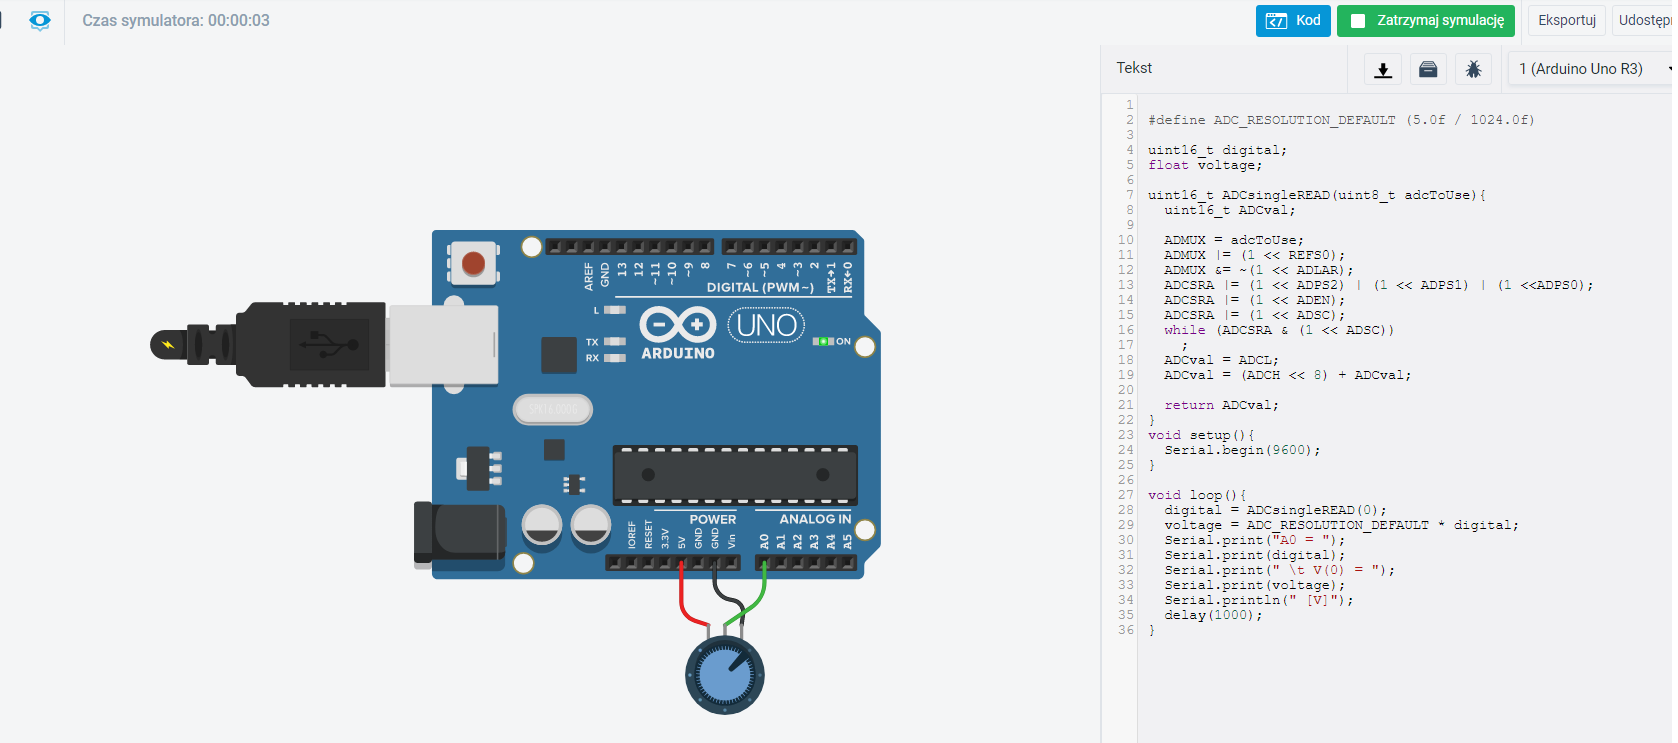 Czas symulatora: 00:00:03
Kod
Zatrzymaj symulację
Eksportuj
Udostępn
Tekst
1 (Arduino Uno R3)
1
2 #define ADC_RESOLUTION_DEFAULT (5.0f / 1024.0f)
3
4 uint16_t digital;
5 float voltage;
6
7 uint16_t ADCsingleREAD(uint8_t adcToUse){
8 uint16_t ADCval;
9
10 ADMUX = adcToUse;
11 ADMUX |= (1 << REFS0);
12 ADMUX &= ~(1 << ADLAR);
13 ADCSRA |= (1 << ADPS2) | (1 << ADPS1) | (1 <<ADPS0);
14 ADCSRA |= (1 << ADEN);
15 ADCSRA |= (1 << ADSC);
16 while (ADCSRA & (1 << ADSC))
17 ;
18 ADCval = ADCL;
19 ADCval = (ADCH << 8) + ADCval;
20
21 return ADCval;
22 }
23 void setup(){
24 Serial.begin(9600);
25 }
26
27 void loop(){
28 digital = ADCsingleREAD(0);
29 voltage = ADC_RESOLUTION_DEFAULT * digital;
30 Serial.print("A0 = ");
31 Serial.print(digital);
32 Serial.print(" \t V(0) = ");
33 Serial.print(voltage);
34 Serial.println(" [V]");
35 delay(1000);
36 }
AREF GND 13 12 ~11 ~10 ~9 8 7 ~6 ~5 4 ~3 2 TX→1 RX←0
DIGITAL (PWM~)
L
TX
RX
UNO
ARDUINO
ON
POWER
ANALOG IN
IOREF RESET 3.3V 5V GND GND Vin A0 A1 A2 A3 A4 A5